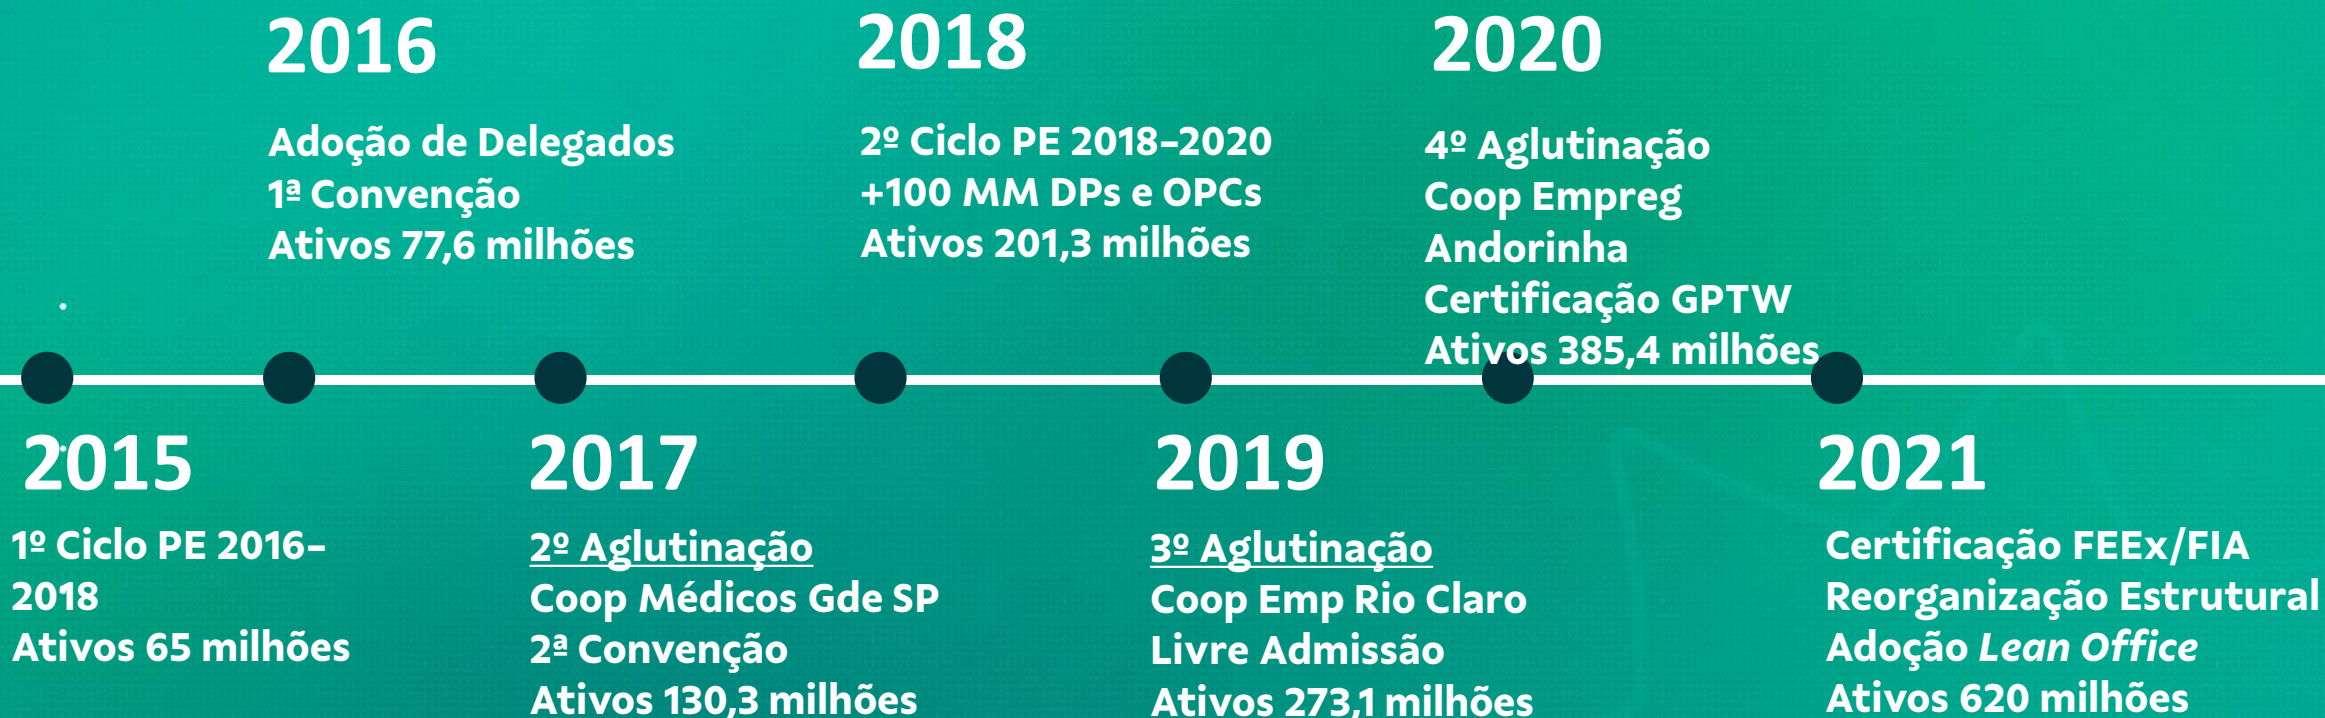 2016
Adoção de Delegados
1ª Convenção
Ativos 77,6 milhões
2018
2º Ciclo PE 2018–2020
+100 MM DPs e OPCs
Ativos 201,3 milhões
2020
4º Aglutinação
Coop Empreg
Andorinha
Certificação GPTW
Ativos 385,4 milhões
2015
1º Ciclo PE 2016–
2018
Ativos 65 milhões
2017
2º Aglutinação
Coop Médicos Gde SP
2ª Convenção
Ativos 130,3 milhões
2019
3º Aglutinação
Coop Emp Rio Claro
Livre Admissão
Ativos 273,1 milhões
2021
Certificação FEEx/FIA
Reorganização Estrutural
Adoção Lean Office
Ativos 620 milhões